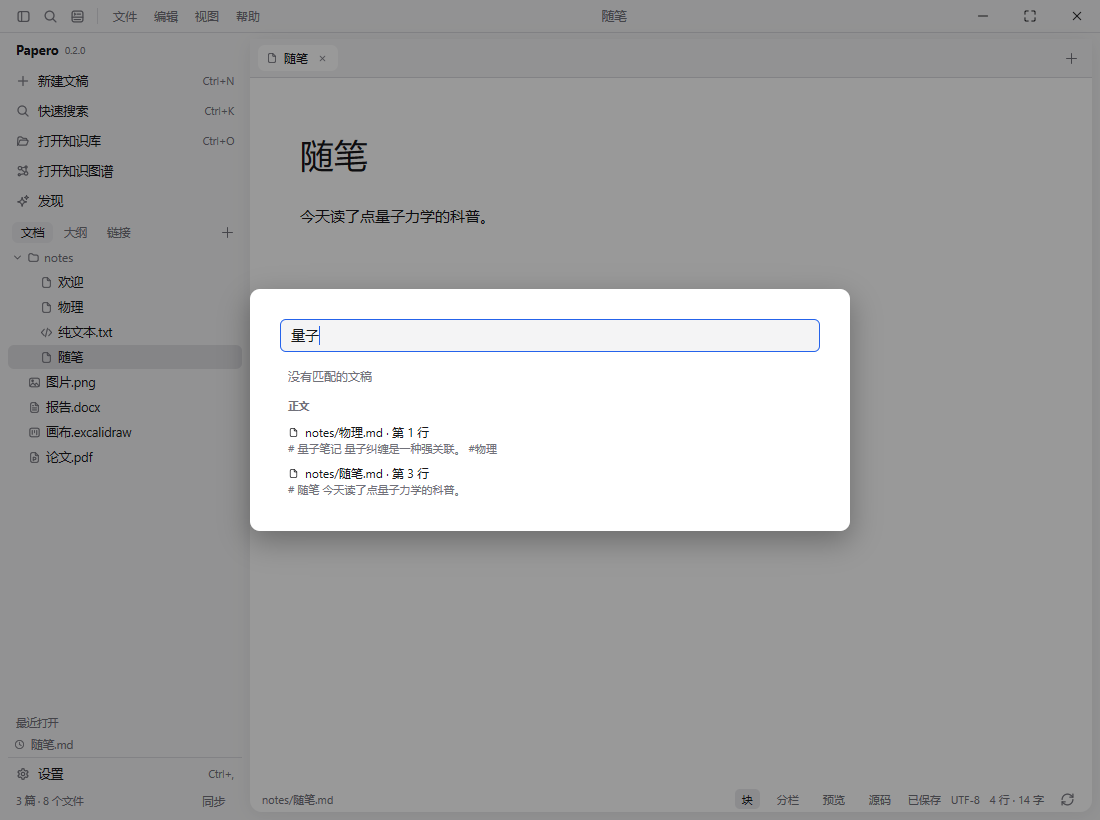 文件 编辑 视图 帮助 随笔
Papero 0.2.0
新建文稿 Ctrl+N
快速搜索 Ctrl+K
打开知识库 Ctrl+O
打开知识图谱
发现
文档 大纲 链接
notes
欢迎
物理
纯文本.txt
随笔
图片.png
报告.docx
画布.excalidraw
论文.pdf
最近打开
随笔.md
设置 Ctrl+,
3 篇 · 8 个文件 同步
随笔
随笔
今天读了点量子力学的科普。
量子
没有匹配的文稿
正文
notes/物理.md · 第 1 行
# 量子笔记 量子纠缠是一种强关联。 #物理
notes/随笔.md · 第 3 行
# 随笔 今天读了点量子力学的科普。
notes/随笔.md 块 分栏 预览 源码 已保存 UTF-8 4 行 · 14 字